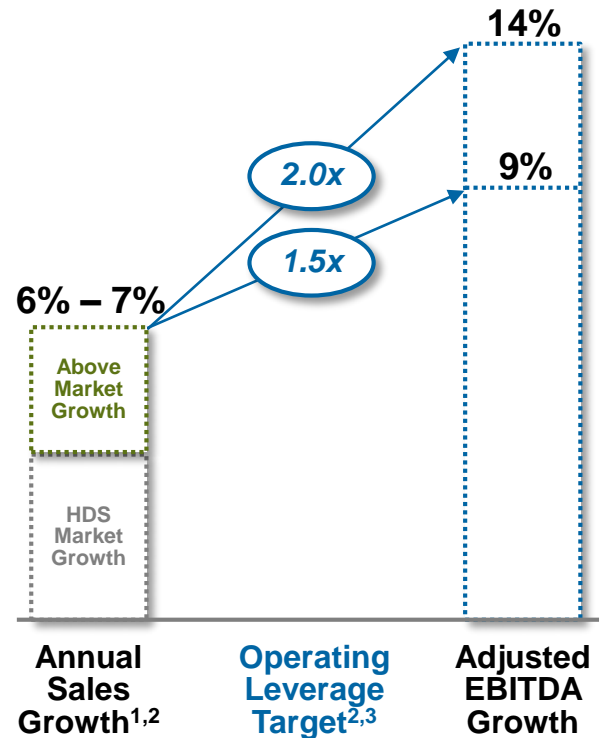 14%
2.0x
9%
1.5x
6% – 7%
Above
Market
Growth
HDS
Market
Growth
Annual
Sales
Growth1,2
Operating
Leverage
Target2,3
Adjusted
EBITDA
Growth